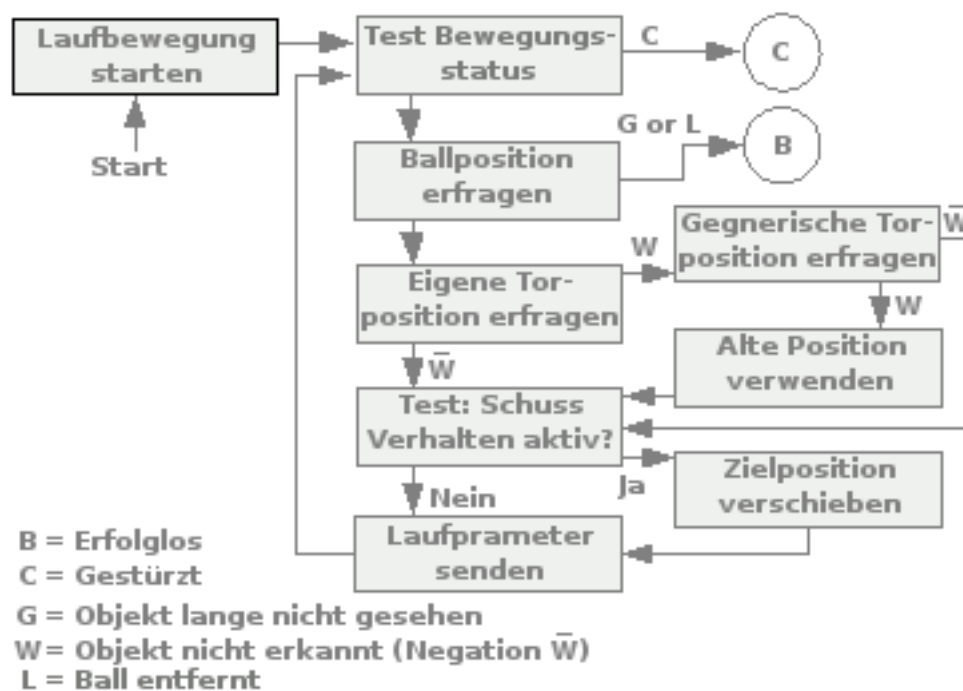 Laufbewegung
starten
Start
Test Bewegungs-
status
C
C
Ballposition
erfragen
G or L
B
Eigene Tor-
position erfragen
W
Gegnerische Tor-
position erfragen
W̅
W
Alte Position
verwenden
W̅
Test: Schuss
Verhalten aktiv?
Ja
Zielposition
verschieben
Nein
Laufprameter
senden
B = Erfolglos
C = Gestürzt
G = Objekt lange nicht gesehen
W = Objekt nicht erkannt (Negation W̅)
L = Ball entfernt